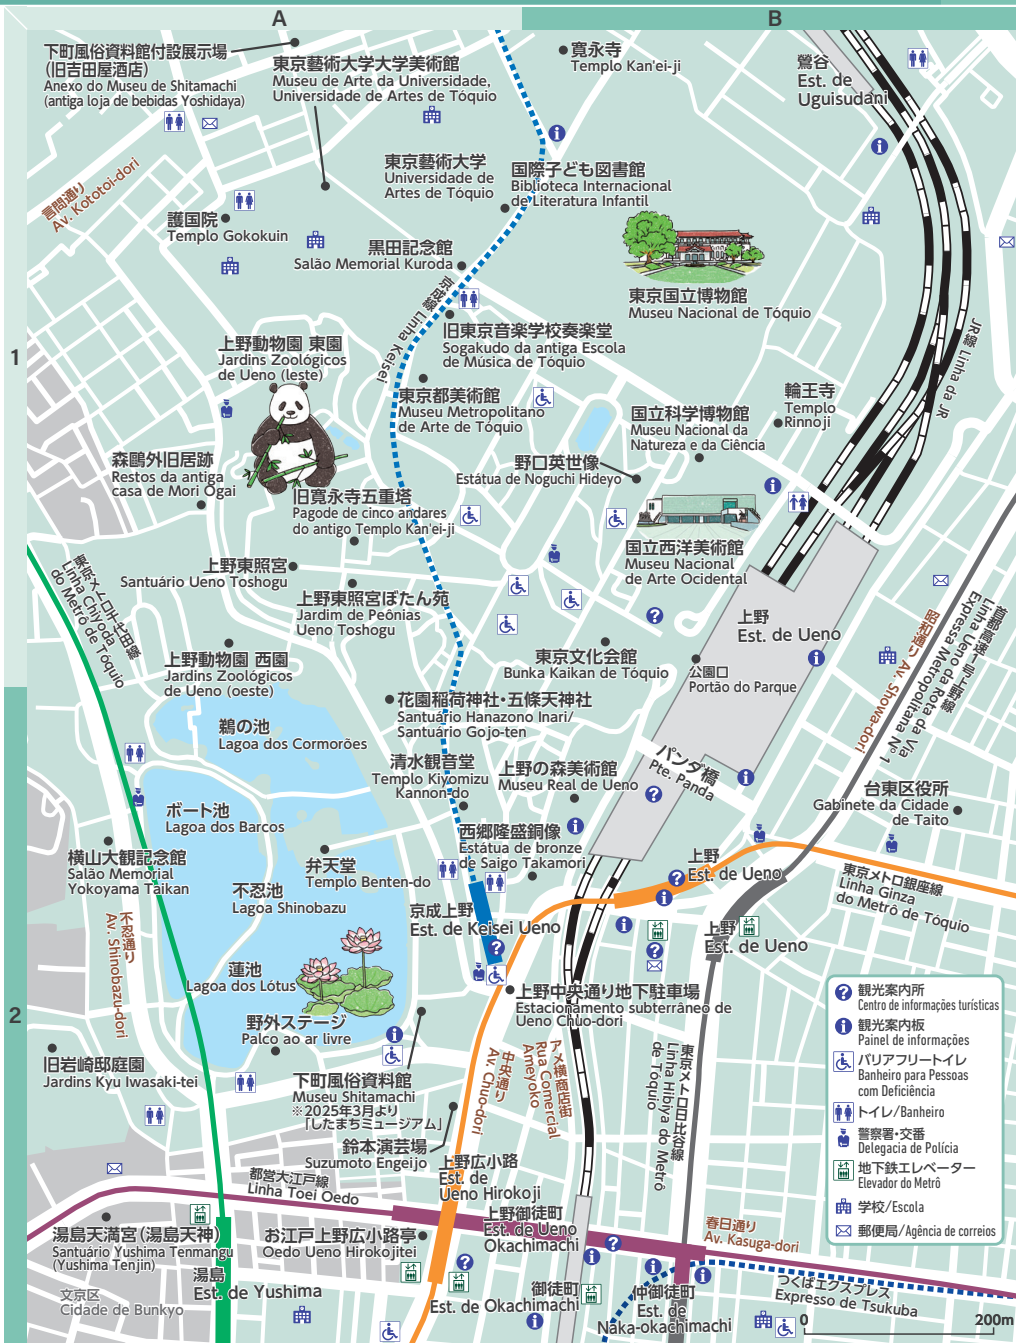 A
B
下町風俗資料館付設展示場
(旧吉田屋酒店)
Anexo do Museu de Shitamachi
(antiga loja de bebidas Yoshidaya)
東京藝術大学大学美術館
Museu de Arte da Universidade,
Universidade de Artes de Tóquio
寛永寺
Templo Kan'ei-ji
鶯谷
Est. de
Uguisudani
東京藝術大学
Universidade de
Artes de Tóquio
国際子ども図書館
Biblioteca Internacional
de Literatura Infantil
言問通り
Av. Kototoi-dori
護国院
Templo Gokokuin
黒田記念館
Salão Memorial Kuroda
東京国立博物館
Museu Nacional de Tóquio
京成線 Linha Keisei
旧東京音楽学校奏楽堂
Sogakudo da antiga Escola
de Música de Tóquio
JR線 Linha da JR
1
上野動物園 東園
Jardins Zoológicos
de Ueno (leste)
東京都美術館
Museu Metropolitano
de Arte de Tóquio
国立科学博物館
Museu Nacional da
Natureza e da Ciência
輪王寺
Templo
Rinnoji
森鷗外旧居跡
Restos da antiga
casa de Mori Ogai
野口英世像
Estátua de Noguchi Hideyo
旧寛永寺五重塔
Pagode de cinco andares
do antigo Templo Kan'ei-ji
国立西洋美術館
Museu Nacional
de Arte Ocidental
東京メトロ千代田線
Linha Chiyoda
do Metrô de Tóquio
上野東照宮
Santuário Ueno Toshogu
上野東照宮ぼたん苑
Jardim de Peônias
Ueno Toshogu
上野
Est. de Ueno
首都高速1号上野線
Linha Ueno da Rota da Via
Expressa Metropolitana Nº 1
昭和通り Av. Showa-dori
上野動物園 西園
Jardins Zoológicos
de Ueno (oeste)
東京文化会館
Bunka Kaikan de Tóquio
公園口
Portão do Parque
花園稲荷神社・五條天神社
Santuário Hanazono Inari/
Santuário Gojo-ten
鵜の池
Lagoa dos Cormorões
清水観音堂
Templo Kiyomizu
Kannon-do
上野の森美術館
Museu Real de Ueno
パンダ橋
Pte. Panda
台東区役所
Gabinete da Cidade
de Taito
ボート池
Lagoa dos Barcos
西郷隆盛銅像
Estátua de bronze
de Saigo Takamori
横山大観記念館
Salão Memorial
Yokoyama Taikan
弁天堂
Templo Benten-do
上野
Est. de Ueno
東京メトロ銀座線
Linha Ginza
do Metrô de Tóquio
不忍池
Lagoa Shinobazu
京成上野
Est. de Keisei Ueno
上野
Est. de Ueno
不忍通り
Av. Shinobazu-dori
蓮池
Lagoa dos Lótus
上野中央通り地下駐車場
Estacionamento subterrâneo de
Ueno Chuo-dori
2
野外ステージ
Palco ao ar livre
旧岩崎邸庭園
Jardins Kyu Iwasaki-tei
下町風俗資料館
Museu Shitamachi
※2025年3月より
「したまちミュージアム」
中央通り
Av. Chuo-dori
アメ横商店街
Rua Comercial
Ameyoko
東京メトロ日比谷線
Linha Hibiya do Metrô
de Tóquio
鈴本演芸場
Suzumoto Engeijo
都営大江戸線
Linha Toei Oedo
上野広小路
Est. de
Ueno Hirokoji
湯島天満宮(湯島天神)
Santuário Yushima Tenmangu
(Yushima Tenjin)
お江戸上野広小路亭
Oedo Ueno Hirokojitei
上野御徒町
Est. de Ueno
Okachimachi
春日通り
Av. Kasuga-dori
湯島
Est. de Yushima
文京区
Cidade de Bunkyo
御徒町
Est. de Okachimachi
仲御徒町
Est. de
Naka-okachimachi
つくばエクスプレス
Expresso de Tsukuba
0
200m
観光案内所
Centro de informações turísticas
観光案内板
Painel de informações
バリアフリートイレ
Banheiro para Pessoas
com Deficiência
トイレ/Banheiro
警察署・交番
Delegacia de Polícia
地下鉄エレベーター
Elevador do Metrô
学校/Escola
郵便局/Agência de correios